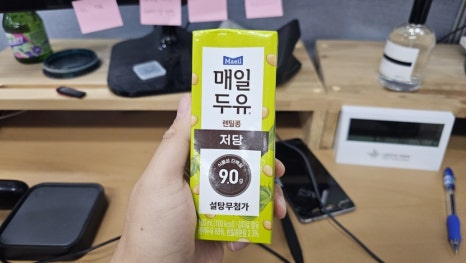 Maeil
매일
두유
렌틸콩
저당
식물성 단백질
9.0g
설탕무첨가